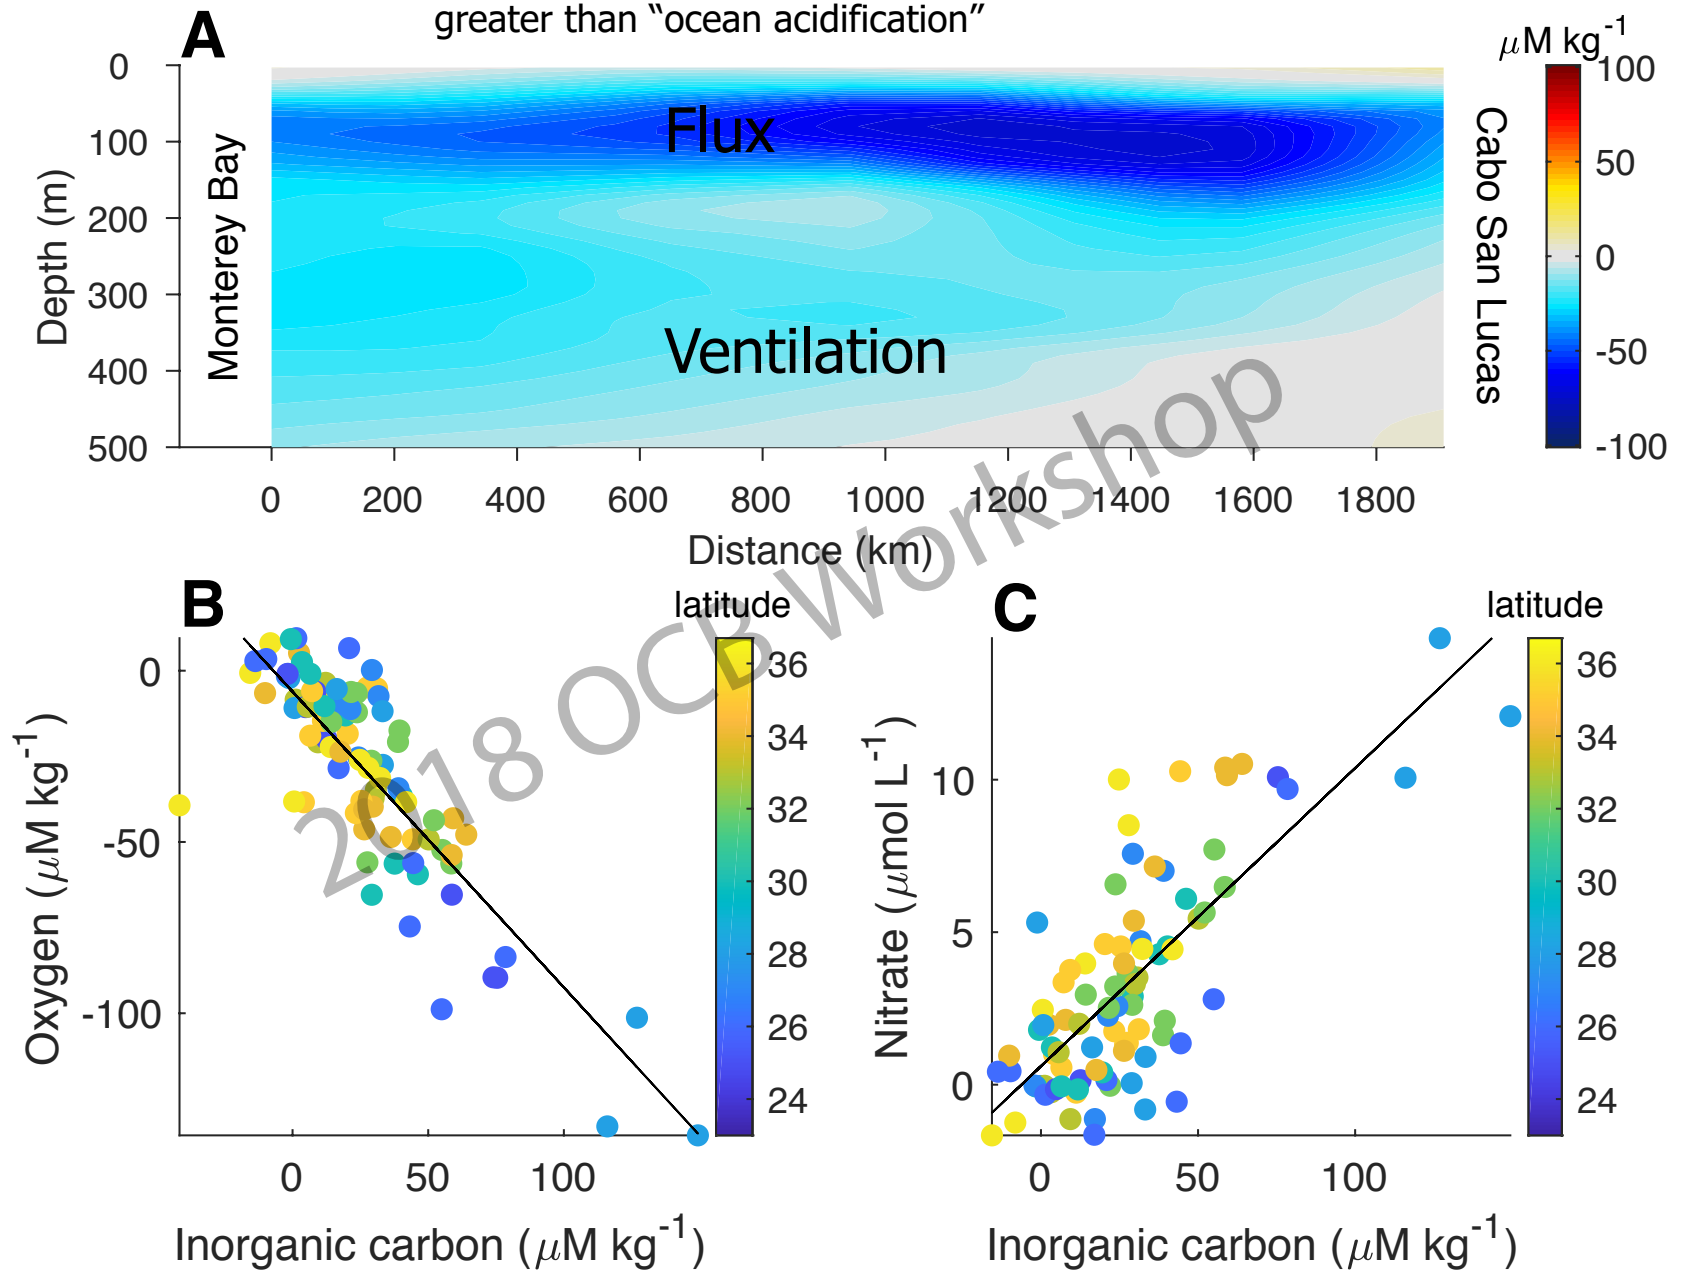 greater than “ocean acidification”
A
μM kg-1
0
100
200
300
400
500
Depth (m)
Monterey Bay
Flux
Ventilation
Cabo San Lucas
100
50
0
-50
-100
0 200 400 600 800 1000 1200 1400 1600 1800
Distance (km)
2018 OCB Workshop
B
latitude
0
-50
-100
Oxygen (μM kg-1)
36
34
32
30
28
26
24
0 50 100
Inorganic carbon (μM kg-1)
C
latitude
10
5
0
Nitrate (μmol L-1)
36
34
32
30
28
26
24
0 50 100
Inorganic carbon (μM kg-1)